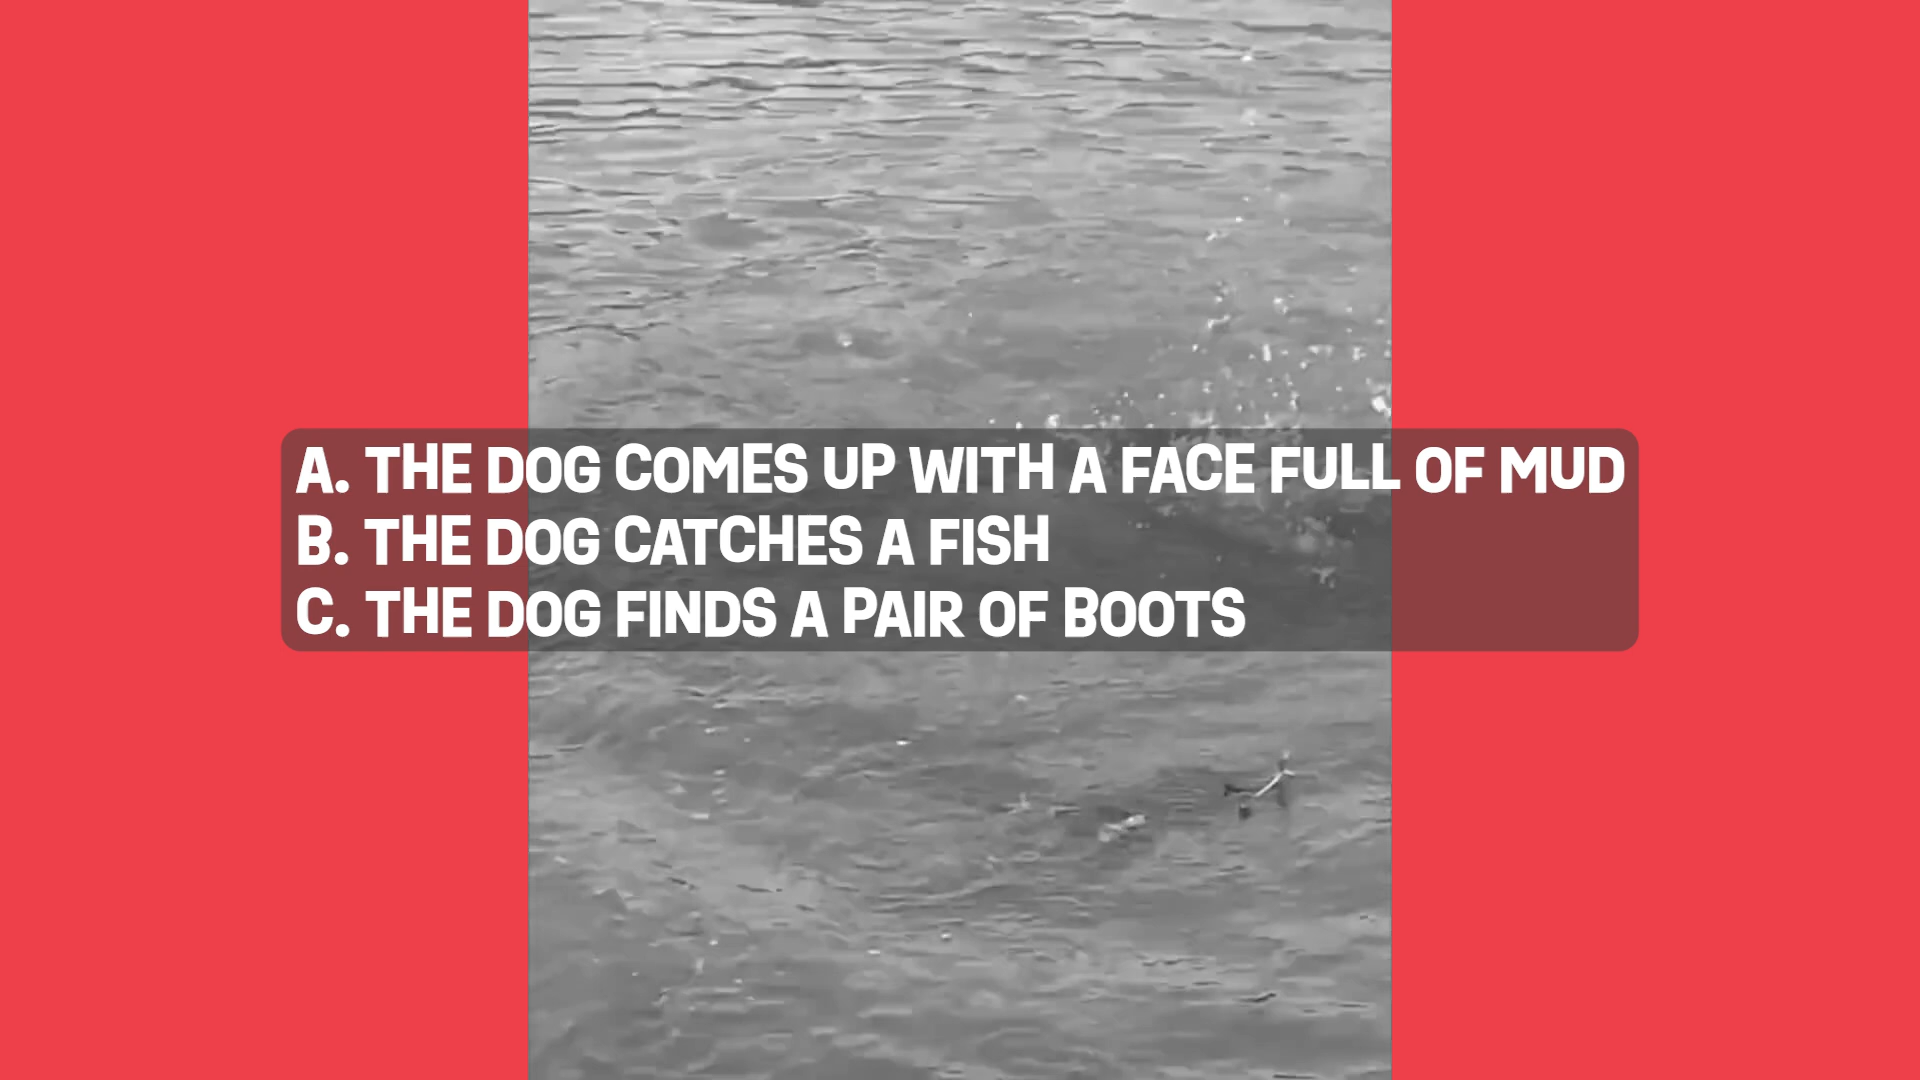 A. THE DOG COMES UP WITH A FACE FULL OF MUD
B. THE DOG CATCHES A FISH
C. THE DOG FINDS A PAIR OF BOOTS